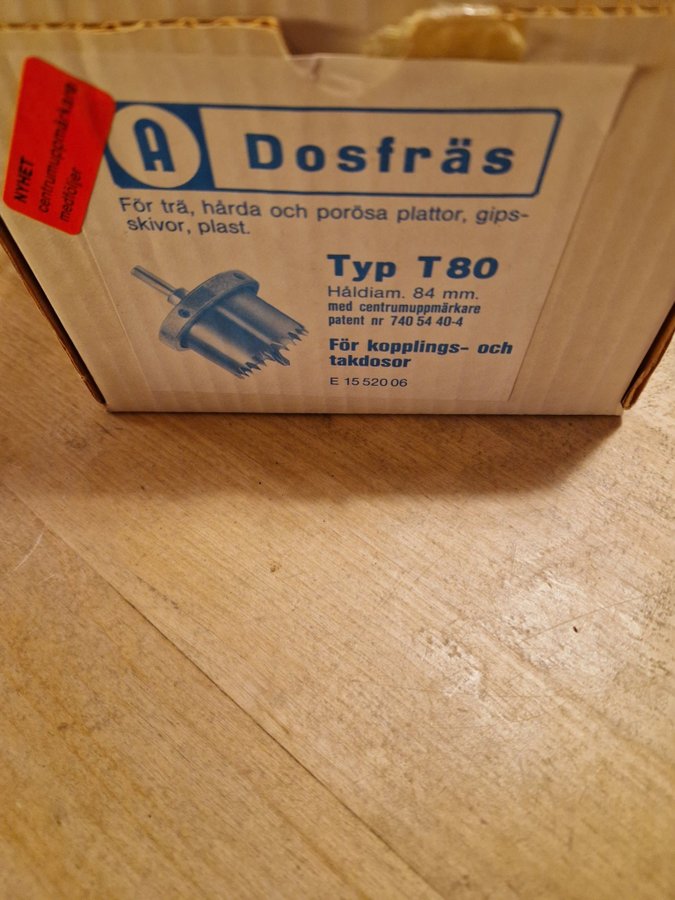 NYHET
centrumuppmärkare
medföljer
A Dosfräs
För trä, hårda och porösa plattor, gips-
skivor, plast.
Typ T80
Håldiam. 84 mm.
med centrumuppmärkare
patent nr 740 54 40-4
För kopplings- och
takdosor
E 15 520 06